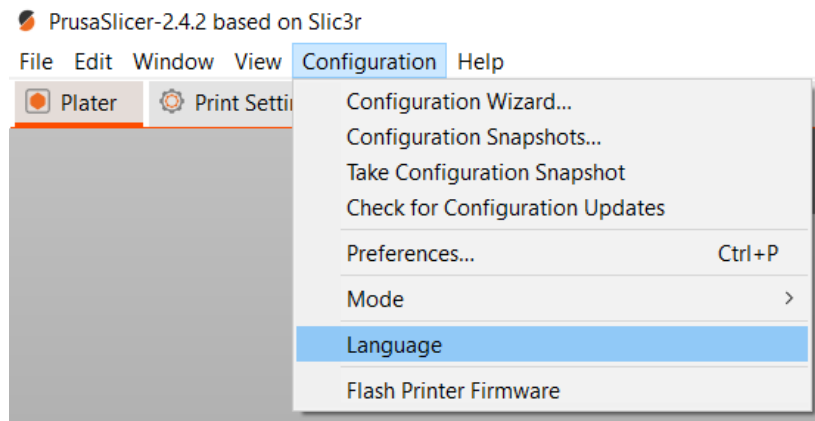 PrusaSlicer-2.4.2 based on Slic3r
File Edit Window View Configuration Help
Plater Print
Configuration Wizard...
Configuration Snapshots...
Take Configuration Snapshot
Check for Configuration Updates
Preferences... Ctrl+P
Mode >
Language
Flash Printer Firmware